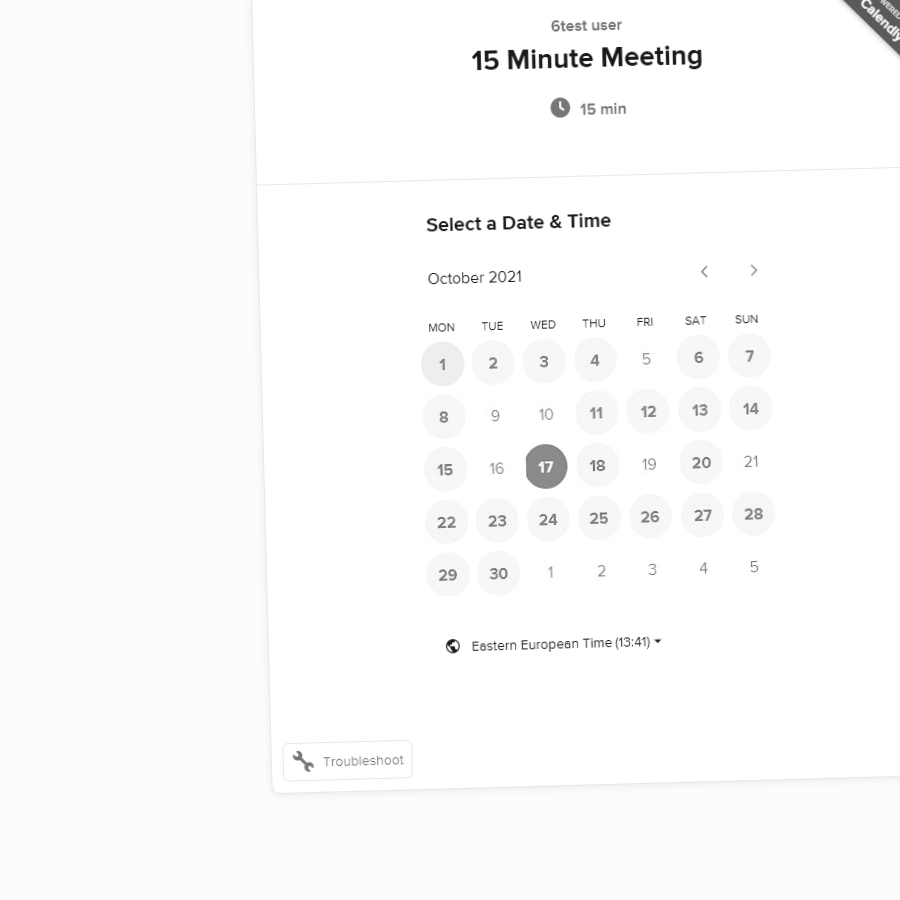 6test user
15 Minute Meeting
15 min
Calendly
Select a Date & Time
October 2021
MON TUE WED THU FRI SAT SUN
1 2 3 4 5 6 7
8 9 10 11 12 13 14
15 16 17 18 19 20 21
22 23 24 25 26 27 28
29 30 1 2 3 4 5
Eastern European Time (13:41)
Troubleshoot